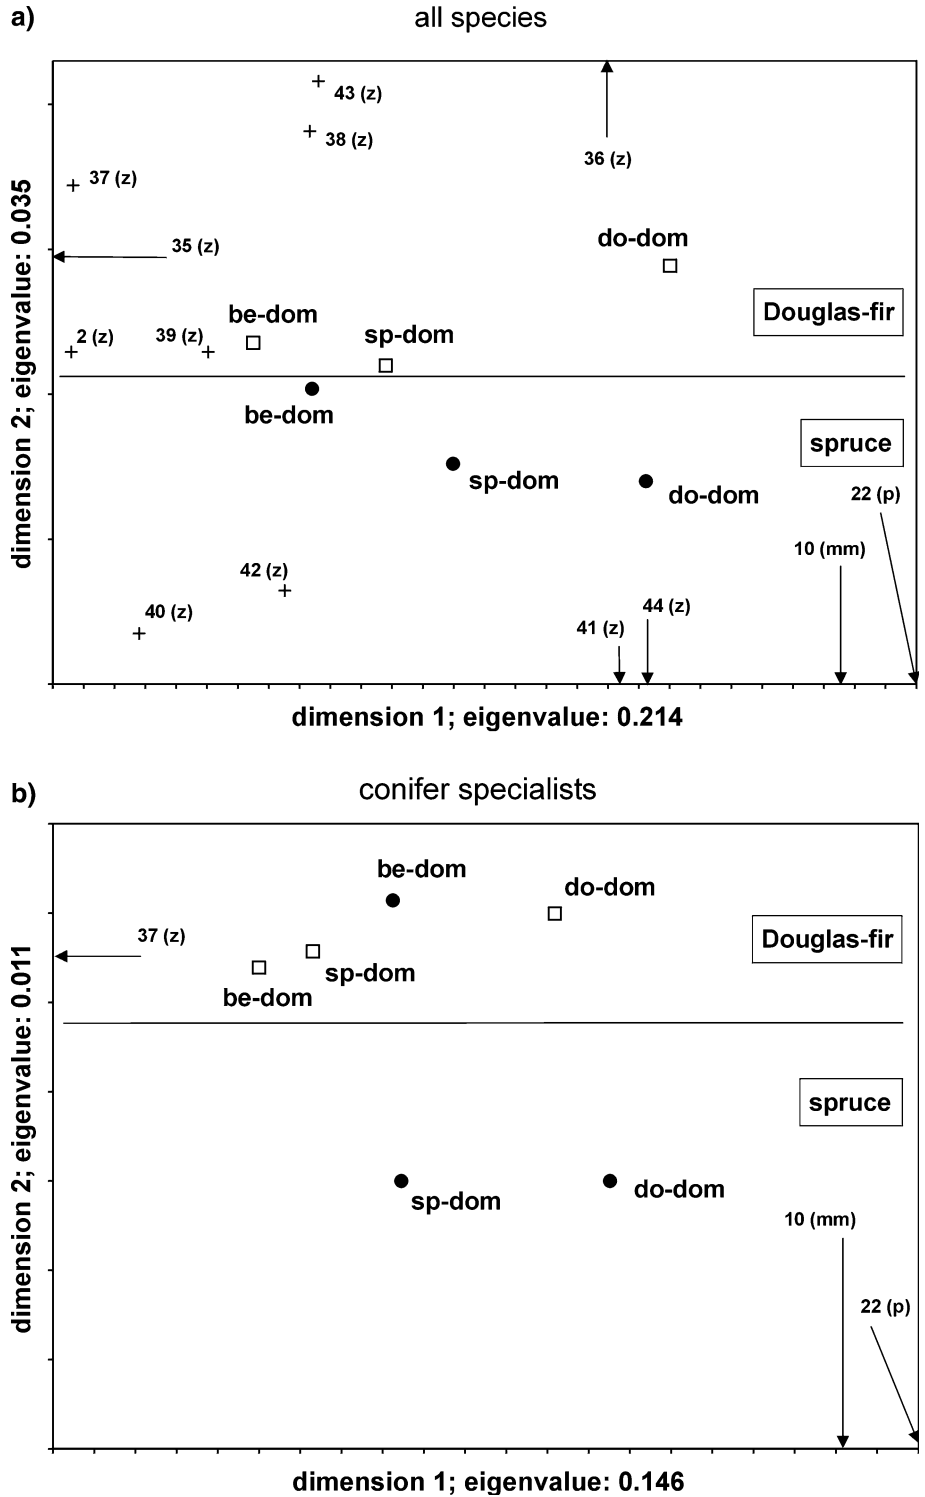 a)
all species
43 (z)
38 (z)
36 (z)
37 (z)
35 (z)
do-dom
be-dom
Douglas-fir
2 (z)
39 (z)
sp-dom
be-dom
spruce
sp-dom
do-dom
22 (p)
10 (mm)
42 (z)
40 (z)
44 (z)
41 (z)
dimension 2; eigenvalue: 0.035
dimension 1; eigenvalue: 0.214
b)
conifer specialists
be-dom
do-dom
37 (z)
Douglas-fir
sp-dom
be-dom
spruce
sp-dom
do-dom
10 (mm)
22 (p)
dimension 2; eigenvalue: 0.011
dimension 1; eigenvalue: 0.146